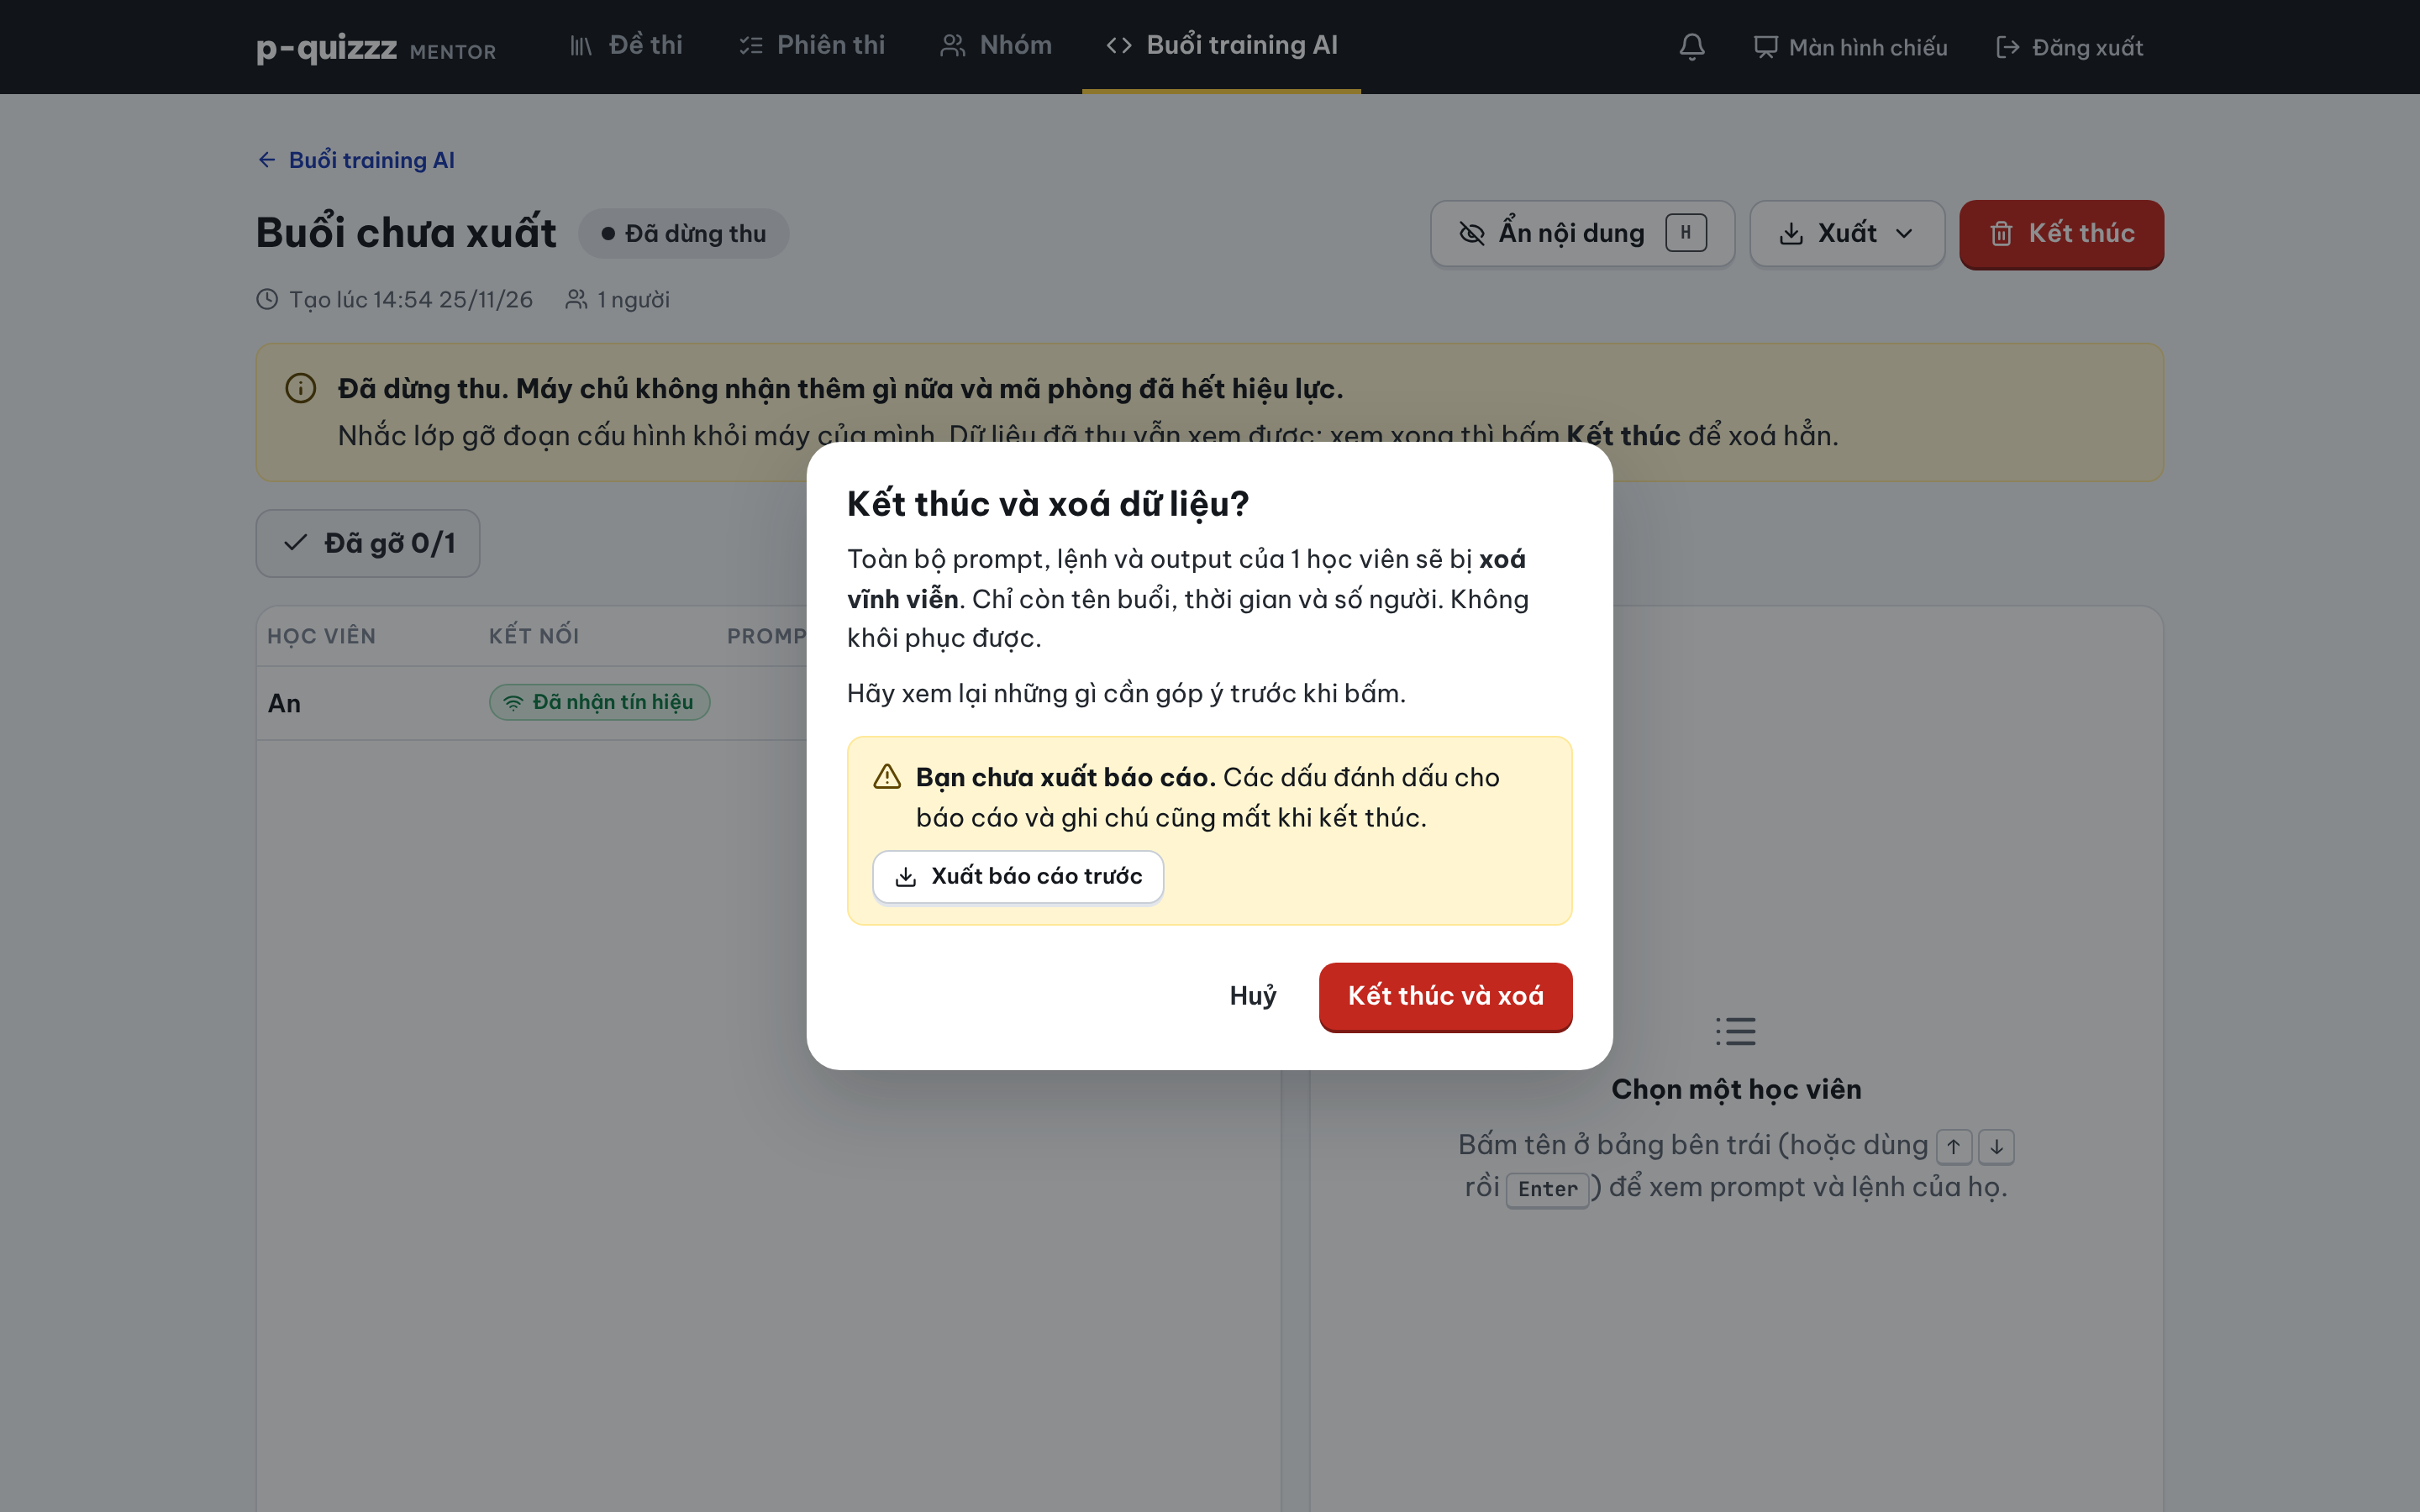 p-quizzz MENTOR
Đề thi
Phiên thi
Nhóm
Buổi training AI
Màn hình chiếu
Đăng xuất
Buổi training AI
Buổi chưa xuất
Đã dừng thu
Ẩn nội dung H
Xuất
Kết thúc
Tạo lúc 14:54 25/11/26
1 người
Đã dừng thu. Máy chủ không nhận thêm gì nữa và mã phòng đã hết hiệu lực.
Nhắc lớp gỡ đoạn cấu hình khỏi máy của mình. Dữ liệu đã thu vẫn xem được; xem xong thì bấm Kết thúc để xoá hẳn.
Đã gỡ 0/1
HỌC VIÊN
KẾT NỐI
PROMP
An
Đã nhận tín hiệu
Kết thúc và xoá dữ liệu?
Toàn bộ prompt, lệnh và output của 1 học viên sẽ bị xoá
vĩnh viễn. Chỉ còn tên buổi, thời gian và số người. Không
khôi phục được.
Hãy xem lại những gì cần góp ý trước khi bấm.
Bạn chưa xuất báo cáo. Các dấu đánh dấu cho
báo cáo và ghi chú cũng mất khi kết thúc.
Xuất báo cáo trước
Huỷ
Kết thúc và xoá
Chọn một học viên
Bấm tên ở bảng bên trái (hoặc dùng ↑ ↓
rồi Enter) để xem prompt và lệnh của họ.